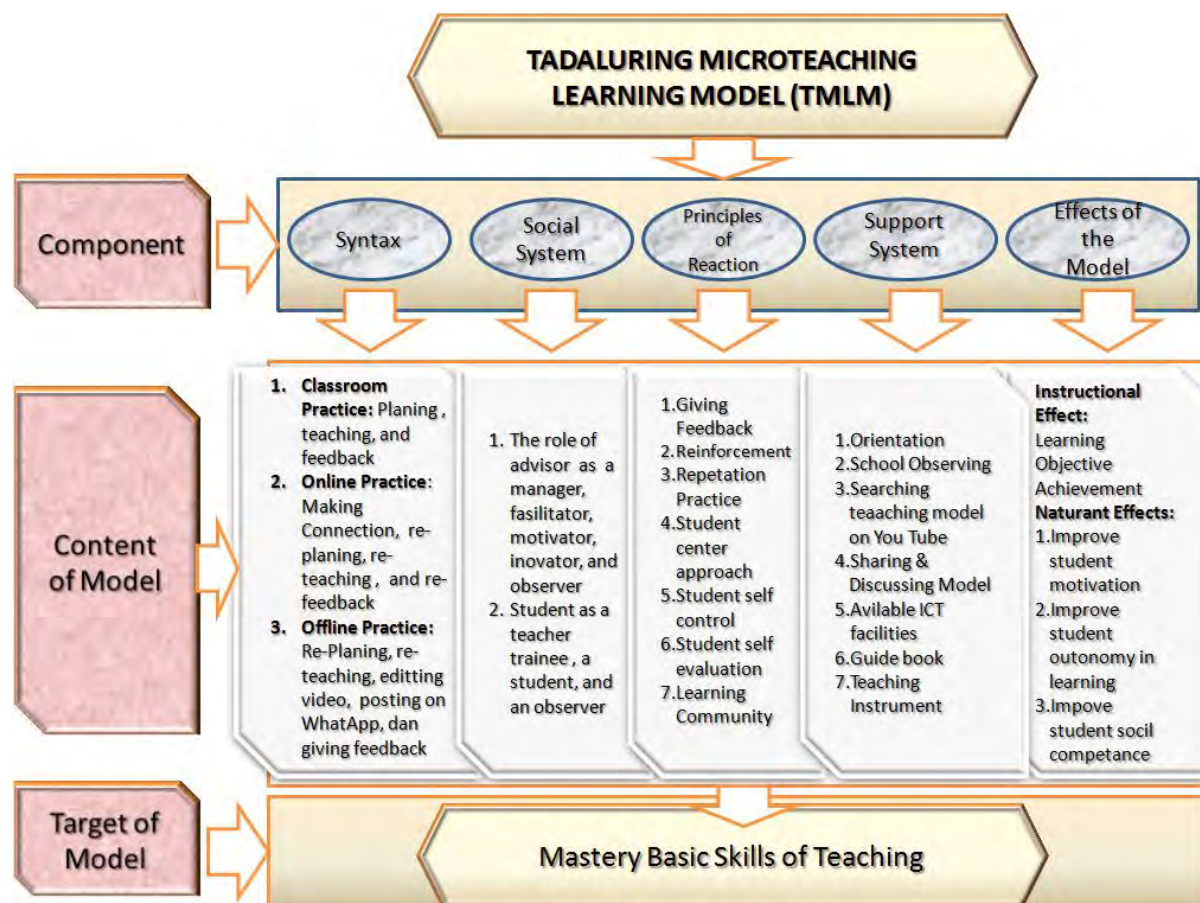 TADALURING MICROTEACHING
LEARNING MODEL (TMLM)
Component
Syntax
Social
System
Principles
of
Reaction
Support
System
Effects of
the
Model
Content
of Model
1. Classroom
Practice: Planing ,
teaching, and
feedback
2. Online Practice:
Making
Connection, re-
planing, re-
teaching , and re-
feedback
3. Offline Practice:
Re-Planing, re-
teaching, editting
video, posting on
WhatApp, dan
giving feedback
1. The role of
advisor as a
manager,
fasilitator,
motivator,
inovator, and
observer
2. Student as a
teacher
trainee , a
student, and
an observer
1.Giving
Feedback
2.Reinforcement
3.Repetation
Practice
4.Student
center
approach
5.Student self
control
6.Student self
evaluation
7.Learning
Community
1.Orientation
2.School Observing
3.Searching
teaaching model
on You Tube
4.Sharing &
Discussing Model
5.Avilable ICT
facilities
6.Guide book
7.Teaching
Instrument
Instructional
Effect:
Learning
Objective
Achievement
Naturant Effects:
1.Improve
student
motivation
2.Improve
student
outonomy in
learning
3.Impove
student socil
competance
Target of
Model
Mastery Basic Skills of Teaching